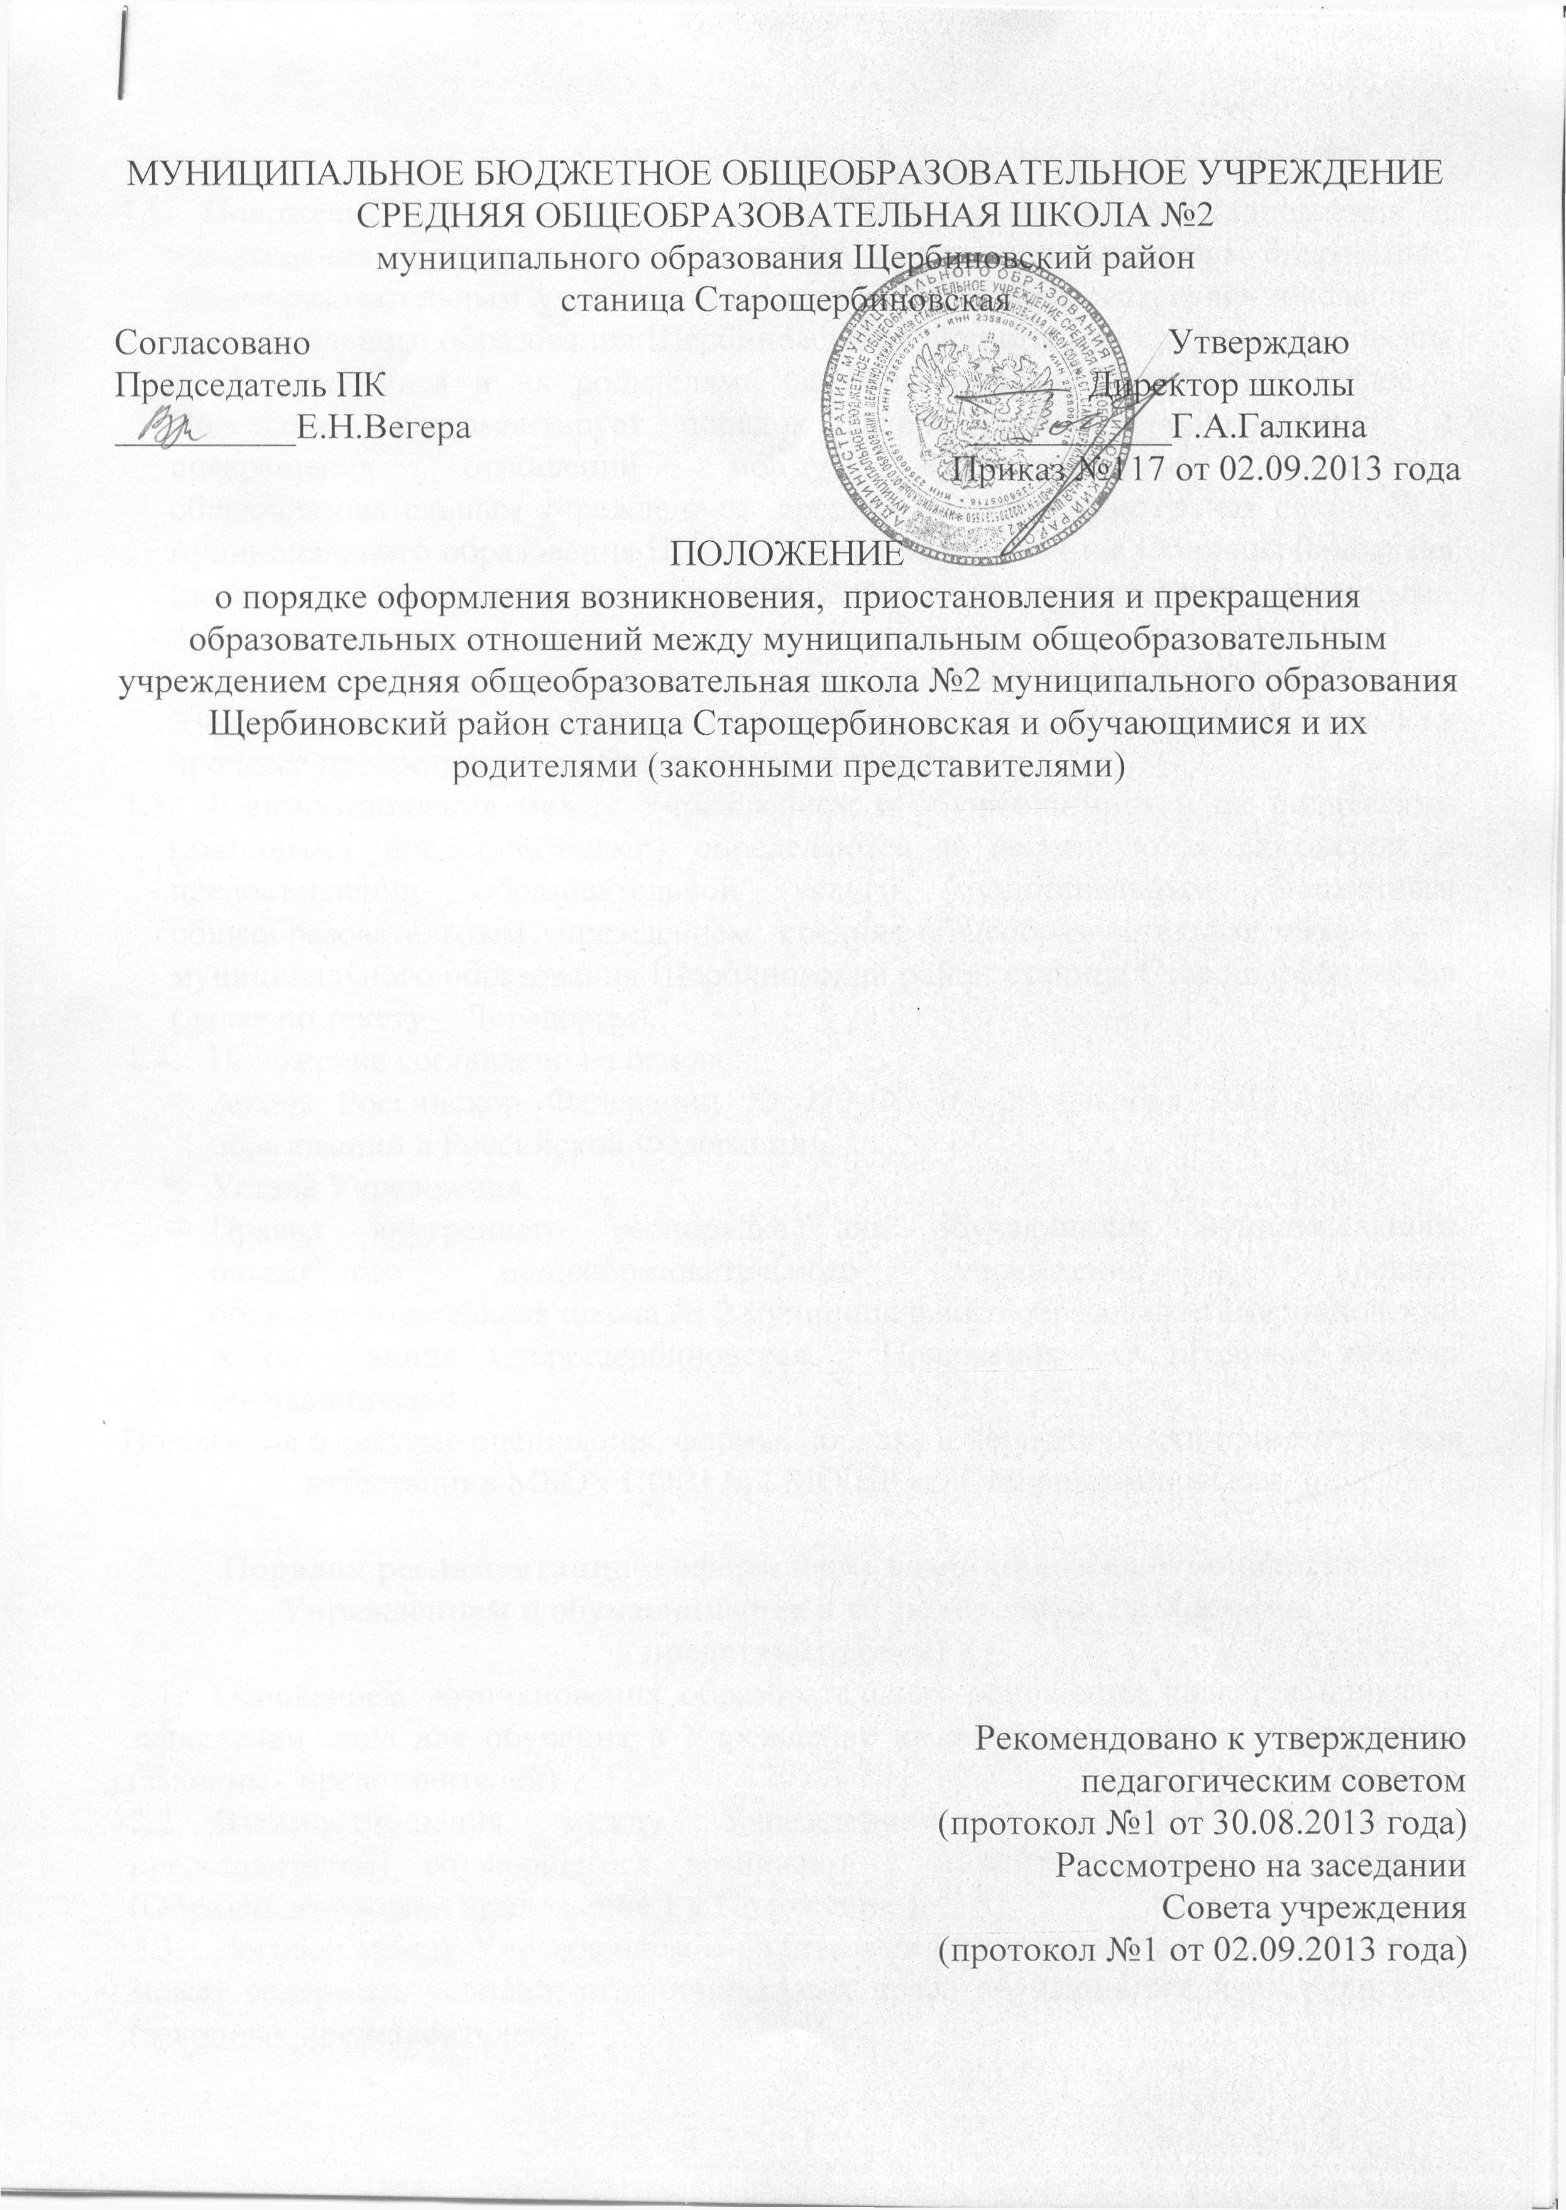 МУНИЦИПАЛЬНОЕ БЮДЖЕТНОЕ ОБЩЕОБРАЗОВАТЕЛЬНОЕ УЧРЕЖДЕНИЕ
СРЕДНЯЯ ОБЩЕОБРАЗОВАТЕЛЬНАЯ ШКОЛА №2
муниципального образования Щербиновский район
станица Старощербиновская
Согласовано Утверждаю
Председатель ПК Директор школы
Е.Н.Вегера Г.А.Галкина
Приказ №117 от 02.09.2013 года
ПОЛОЖЕНИЕ
о порядке оформления возникновения, приостановления и прекращения
образовательных отношений между муниципальным общеобразовательным
учреждением средняя общеобразовательная школа №2 муниципального образования
Щербиновский район станица Старощербиновская и обучающимися и их
родителями (законными представителями)
Рекомендовано к утверждению
педагогическим советом
(протокол №1 от 30.08.2013 года)
Рассмотрено на заседании
Совета учреждения
(протокол №1 от 02.09.2013 года)